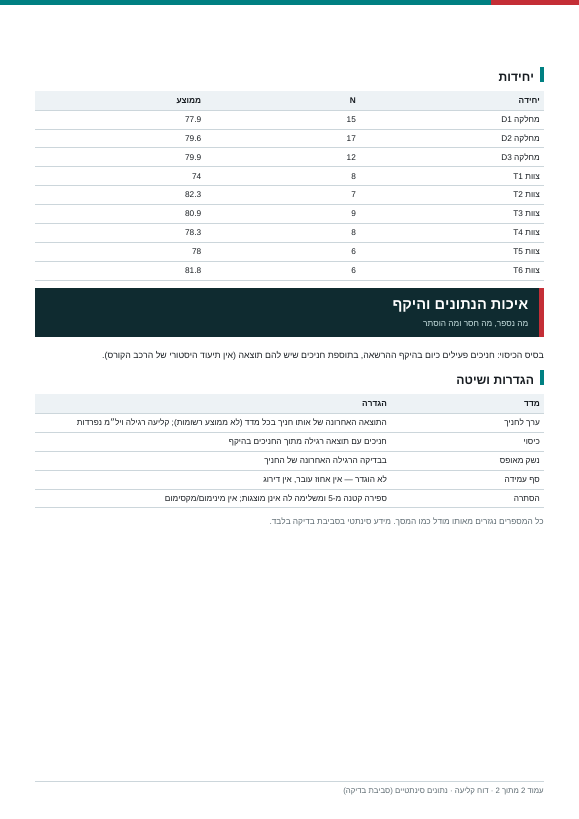 יחידות
יחידה N ממוצע
מחלקה D1 15 77.9
מחלקה D2 17 79.6
מחלקה D3 12 79.9
צוות T1 8 74
צוות T2 7 82.3
צוות T3 9 80.9
צוות T4 8 78.3
צוות T5 6 78
צוות T6 6 81.8
איכות הנתונים והיקף
מה נספר, מה חסר ומה הוסתר
בסיס הכיסוי: חניכים פעילים כיום בהיקף ההרשאה, בתוספת חניכים שיש להם תוצאה (אין תיעוד היסטורי של הרכב הקורס).
הגדרות ושיטה
מדד הגדרה
ערך לחניך התוצאה האחרונה של אותו חניך בכל מדד (לא ממוצע רשומות); קליעה רגילה ויל״מ נפרדות
כיסוי חניכים עם תוצאה רגילה מתוך החניכים בהיקף
נשק מאופס בבדיקה הרגילה האחרונה של החניך
סף עמידה לא הוגדר — אין אחוז עובר, אין דירוג
הסתרה ספירה קטנה מ-5 ומשלימה לה אינן מוצגות; אין מינימום/מקסימום
כל המספרים נגזרים מאותו מודל כמו המסך. מידע סינתטי בסביבת בדיקה בלבד.
עמוד 2 מתוך 2 · דוח קליעה · נתונים סינתטיים (סביבת בדיקה)